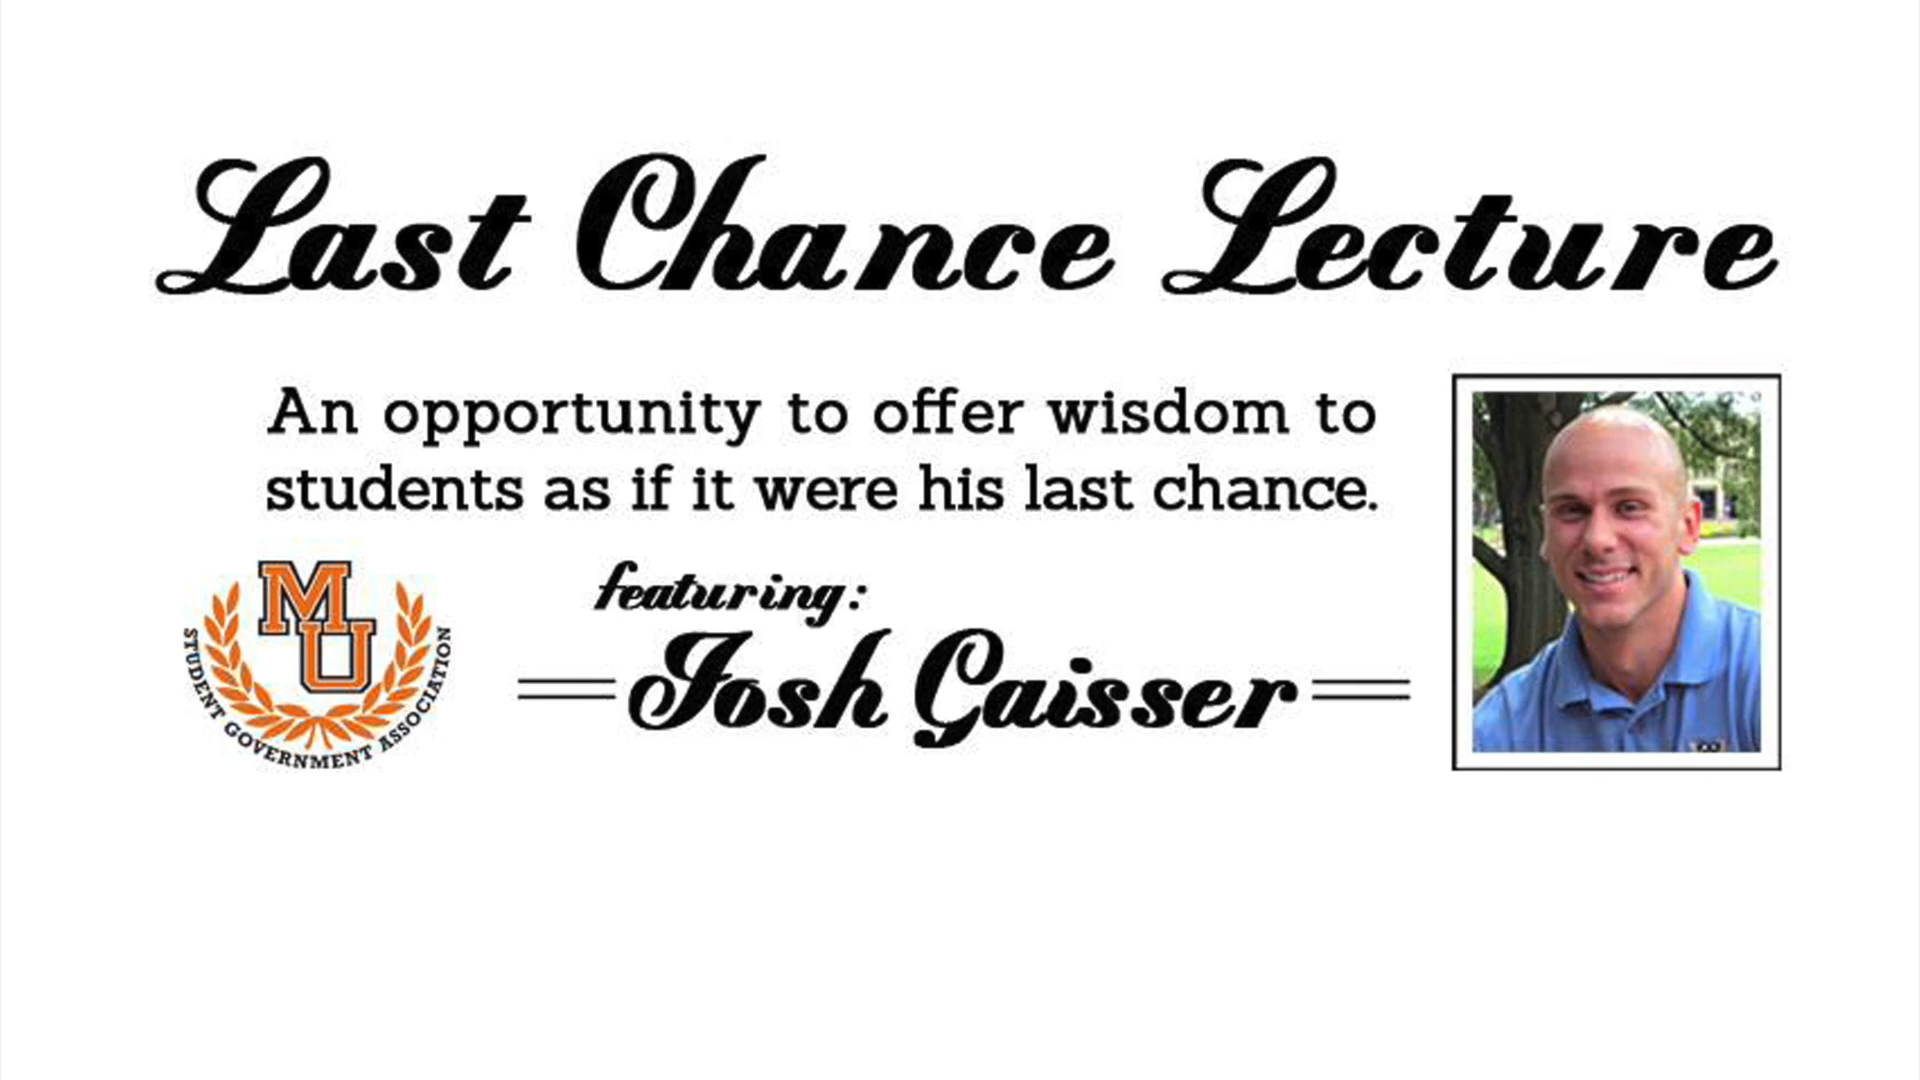 Last Chance Lecture
An opportunity to offer wisdom to
students as if it were his last chance.
MU
STUDENT GOVERNMENT ASSOCIATION
featuring:
Josh Gaisser